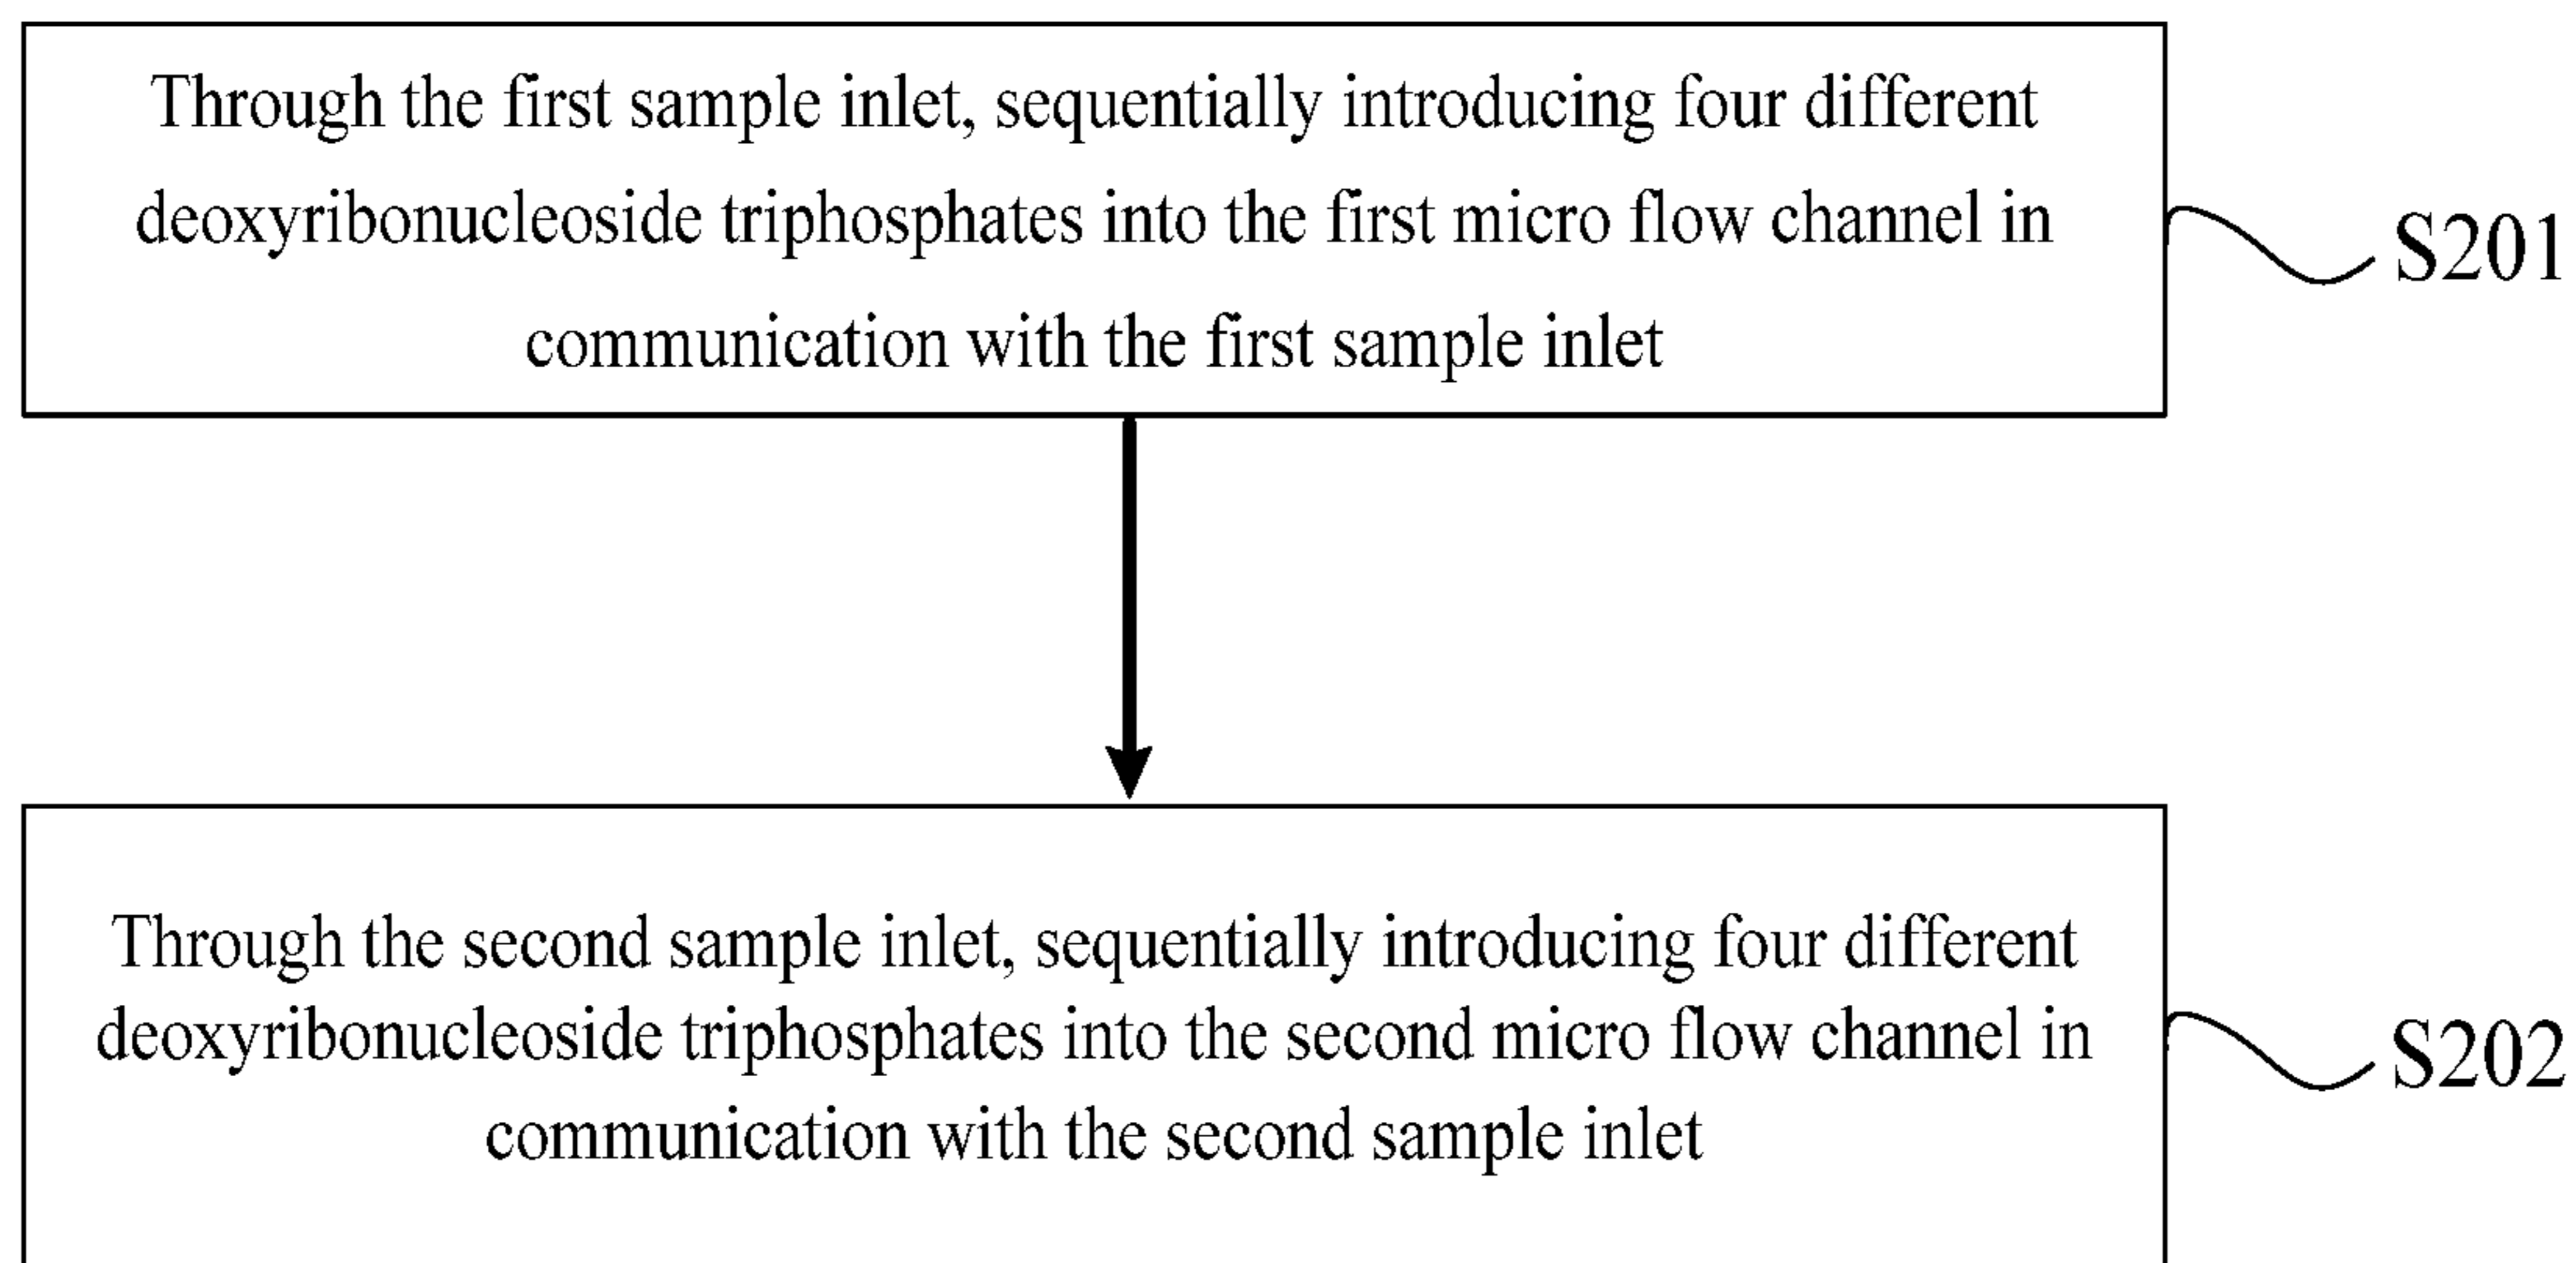 Through the first sample inlet, sequentially introducing four different
deoxyribonucleoside triphosphates into the first micro flow channel in
communication with the first sample inlet
S201
Through the second sample inlet, sequentially introducing four different
deoxyribonucleoside triphosphates into the second micro flow channel in
communication with the second sample inlet
S202